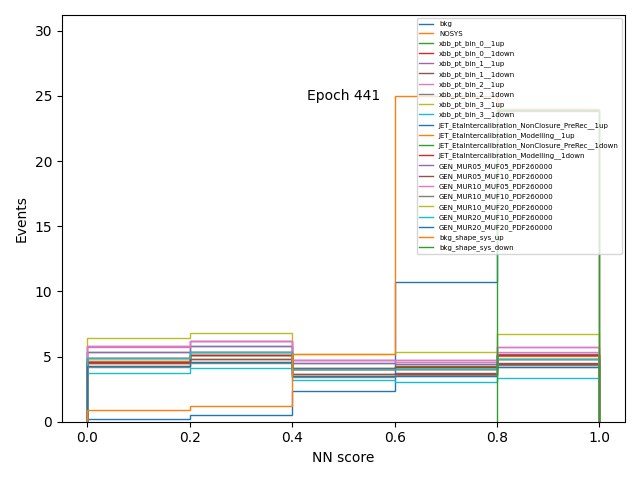 30
25
20
15
10
5
0
Events
Epoch 441
bkg
NOSYS
xbb_pt_bin_0__1up
xbb_pt_bin_0__1down
xbb_pt_bin_1__1up
xbb_pt_bin_1__1down
xbb_pt_bin_2__1up
xbb_pt_bin_2__1down
xbb_pt_bin_3__1up
xbb_pt_bin_3__1down
JET_EtaIntercalibration_NonClosure_PreRec__1up
JET_EtaIntercalibration_Modelling__1up
JET_EtaIntercalibration_NonClosure_PreRec__1down
JET_EtaIntercalibration_Modelling__1down
GEN_MUR05_MUF05_PDF260000
GEN_MUR05_MUF10_PDF260000
GEN_MUR10_MUF05_PDF260000
GEN_MUR10_MUF10_PDF260000
GEN_MUR10_MUF20_PDF260000
GEN_MUR20_MUF10_PDF260000
GEN_MUR20_MUF20_PDF260000
bkg_shape_sys_up
bkg_shape_sys_down
0.0 0.2 0.4 0.6 0.8 1.0
NN score